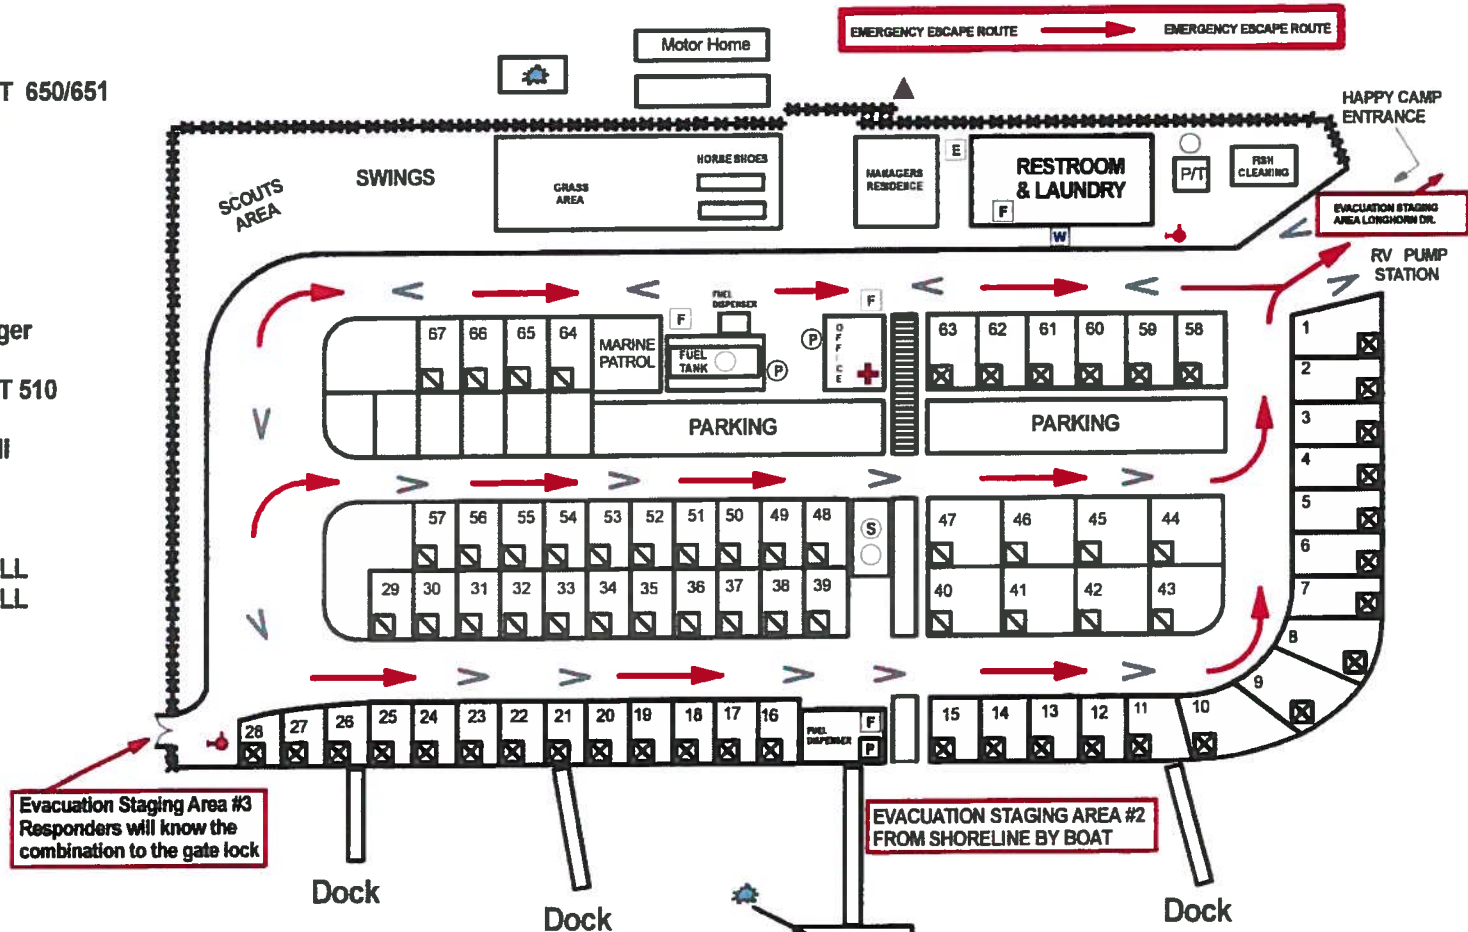 EMERGENCY ESCAPE ROUTE
EMERGENCY ESCAPE ROUTE
Motor Home
T 650/651
HAPPY CAMP
ENTRANCE
SCOUTS
AREA
SWINGS
GRASS
AREA
HORSE SHOES
MANAGERS
RESIDENCE
E
RESTROOM
& LAUNDRY
F
W
P/T
FISH
CLEANING
EVACUATION STAGING
AREA LONGHORN DR.
RV PUMP
STATION
ger
T 510
ll
LL
LL
67 66 65 64
MARINE
PATROL
F
FUEL
DISPENSER
FUEL
TANK
P
P
OFFICE
F
63 62 61 60 59 58
PARKING
PARKING
1
2
3
4
5
6
7
8
9
57 56 55 54 53 52 51 50 49 48
S
47 46 45 44
29 30 31 32 33 34 35 36 37 38 39
40 41 42 43
28 27 26 25 24 23 22 21 20 19 18 17 16
FUEL
DISPENSER
F
P
15 14 13 12 11 10
Evacuation Staging Area #3
Responders will know the
combination to the gate lock
EVACUATION STAGING AREA #2
FROM SHORELINE BY BOAT
Dock
Dock
Dock